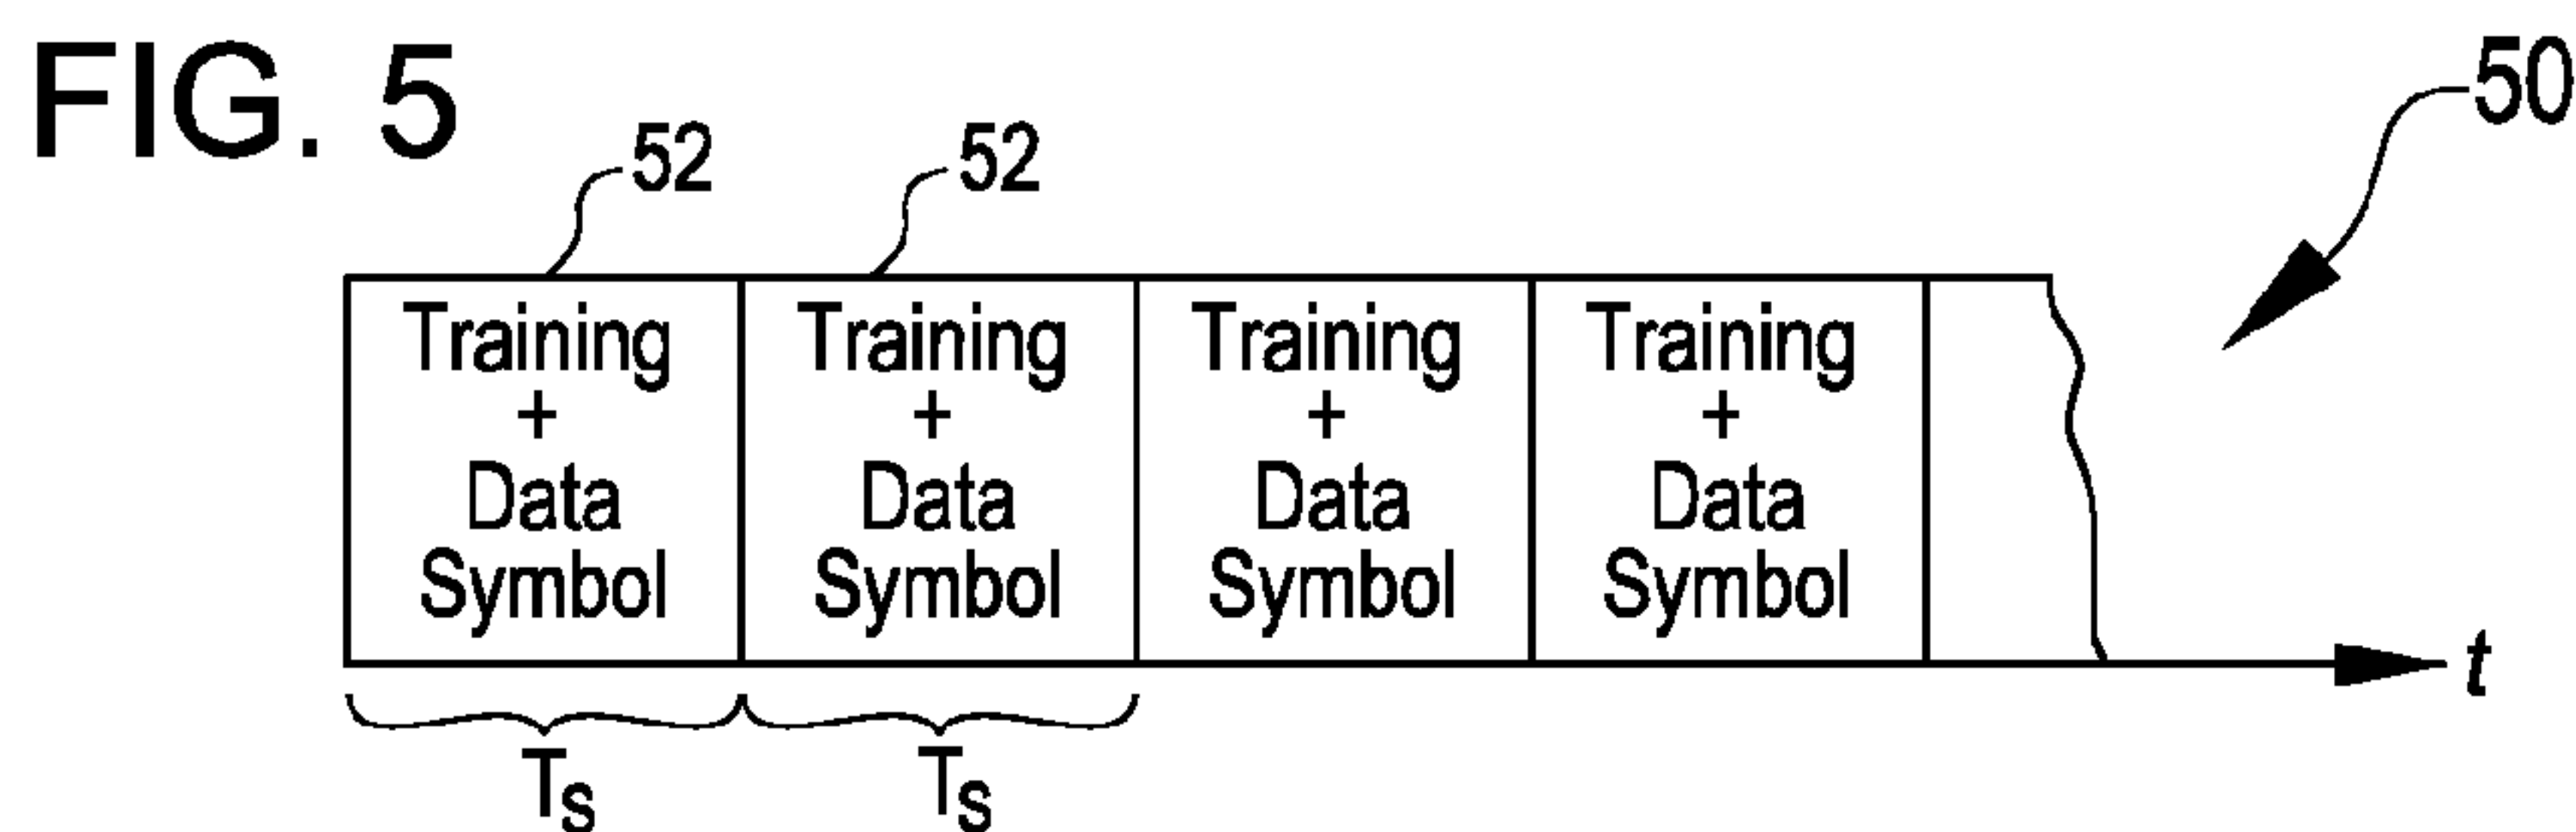 FIG. 5
50
52 52
Training Training Training Training
+ + + +
Data Data Data Data
Symbol Symbol Symbol Symbol
t
Ts Ts